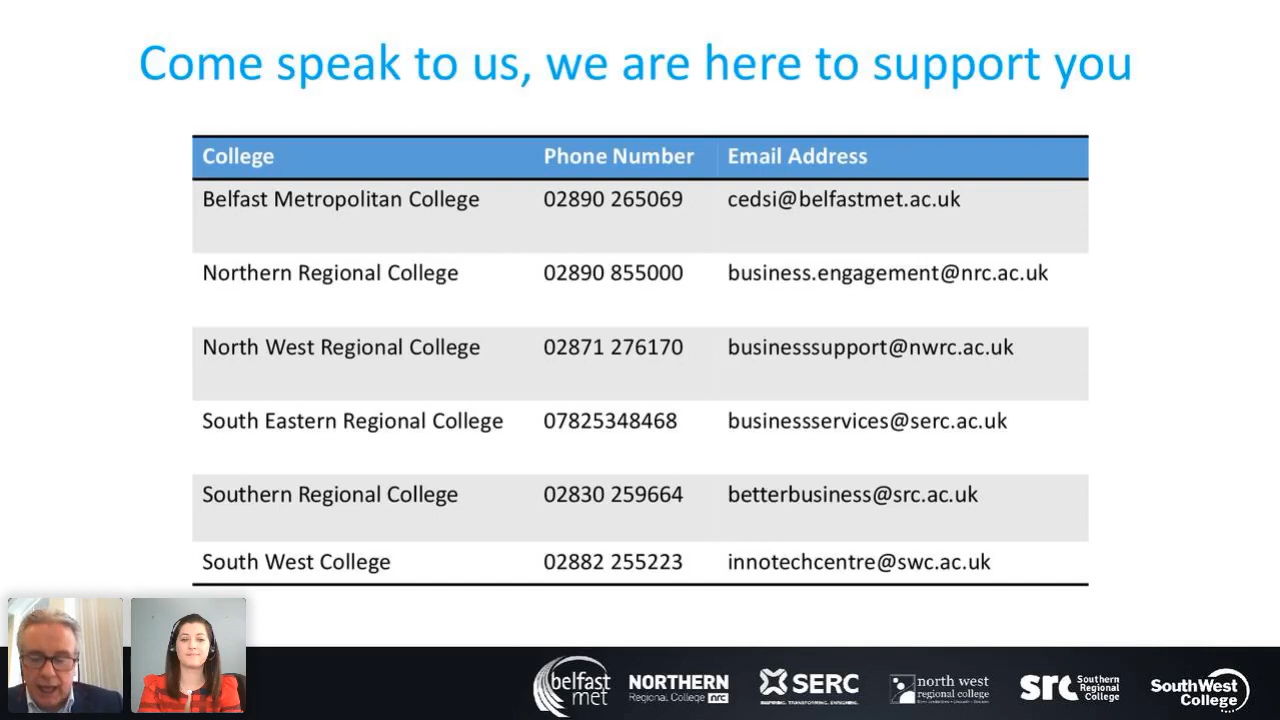 Come speak to us, we are here to support you
College Phone Number Email Address
Belfast Metropolitan College 02890 265069 cedsi@belfastmet.ac.uk
Northern Regional College 02890 855000 business.engagement@nrc.ac.uk
North West Regional College 02871 276170 businesssupport@nwrc.ac.uk
South Eastern Regional College 07825348468 businessservices@serc.ac.uk
Southern Regional College 02830 259664 betterbusiness@src.ac.uk
South West College 02882 255223 innotechcentre@swc.ac.uk
belfast
met
NORTHERN
Regional College nrc
SERC
INSPIRING. TRANSFORMING. ENRICHING.
north west
regional college
src Southern
Regional
College
SouthWest
College